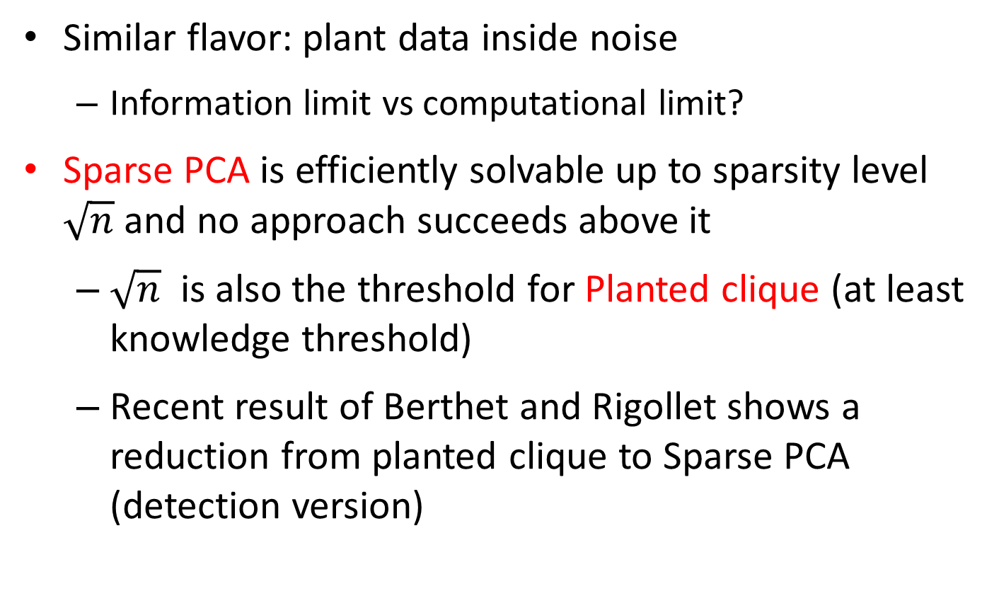 • Similar flavor: plant data inside noise
– Information limit vs computational limit?
• Sparse PCA is efficiently solvable up to sparsity level
√n and no approach succeeds above it
– √n is also the threshold for Planted clique (at least
knowledge threshold)
– Recent result of Berthet and Rigollet shows a
reduction from planted clique to Sparse PCA
(detection version)